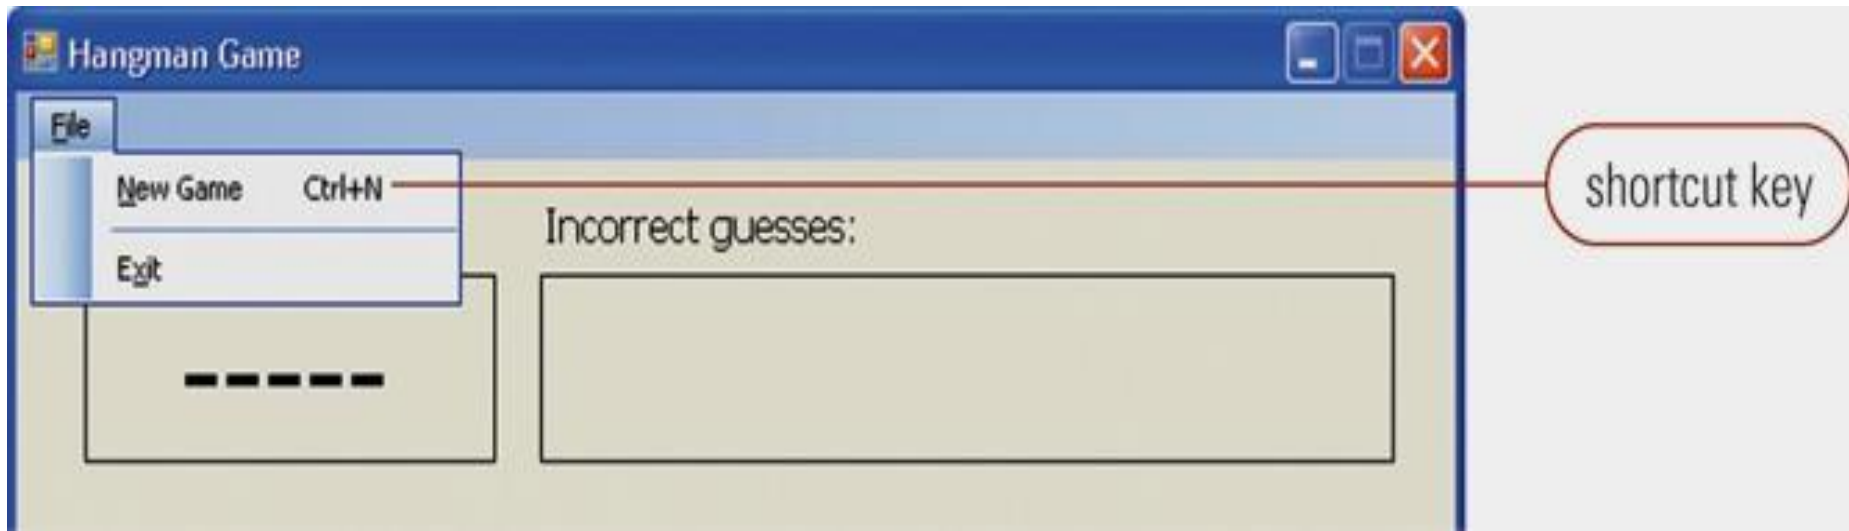 Hangman Game
File
New Game Ctrl+N
shortcut key
Incorrect guesses:
Exit
-----